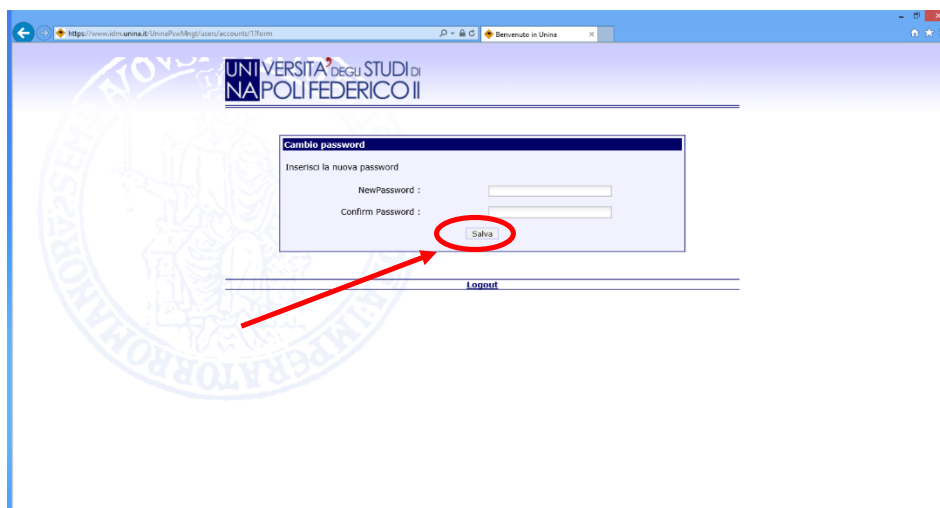 https://www.idm.unina.it/UninaPswMngt/users/accounts/1?form
Benvenuto in Unina
UNIVERSITA' DEGLI STUDI DI
NAPOLI FEDERICO II
Cambio password
Inserisci la nuova password
NewPassword :
Confirm Password :
Salva
Logout